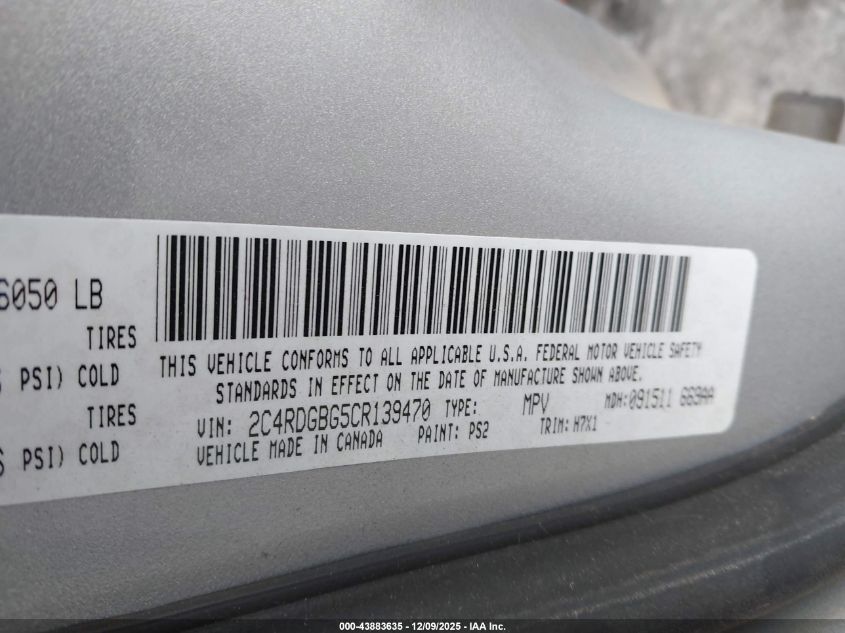 6050 LB
TIRES
PSI) COLD
TIRES
PSI) COLD
THIS VEHICLE CONFORMS TO ALL APPLICABLE U.S.A. FEDERAL MOTOR VEHICLE SAFETY
STANDARDS IN EFFECT ON THE DATE OF MANUFACTURE SHOWN ABOVE.
VIN: 2C4RDGBG5CR139470 TYPE: MPV MDH:091511 669AA
VEHICLE MADE IN CANADA PAINT: PS2 TRIM: H7X1
000-43883635 - 12/09/2025 - IAA Inc.